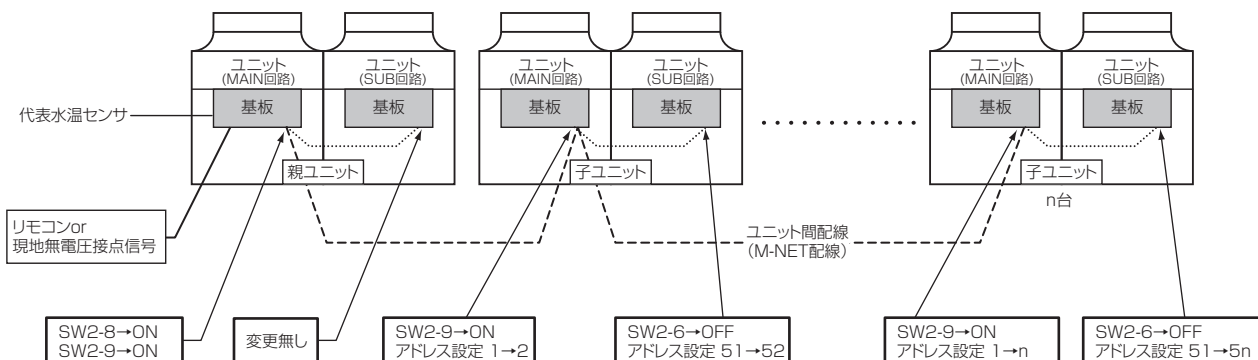 ユニット
(MAIN回路)
ユニット
(SUB回路)
ユニット
(MAIN回路)
ユニット
(SUB回路)
ユニット
(MAIN回路)
ユニット
(SUB回路)
代表水温センサ
基板
基板
基板
基板
基板
基板
親ユニット
子ユニット
子ユニット
n台
リモコンor
現地無電圧接点信号
ユニット間配線
(M-NET配線)
SW2-8→ON
SW2-9→ON
変更無し
SW2-9→ON
アドレス設定 1→2
SW2-6→OFF
アドレス設定 51→52
SW2-9→ON
アドレス設定 1→n
SW2-6→OFF
アドレス設定 51→5n